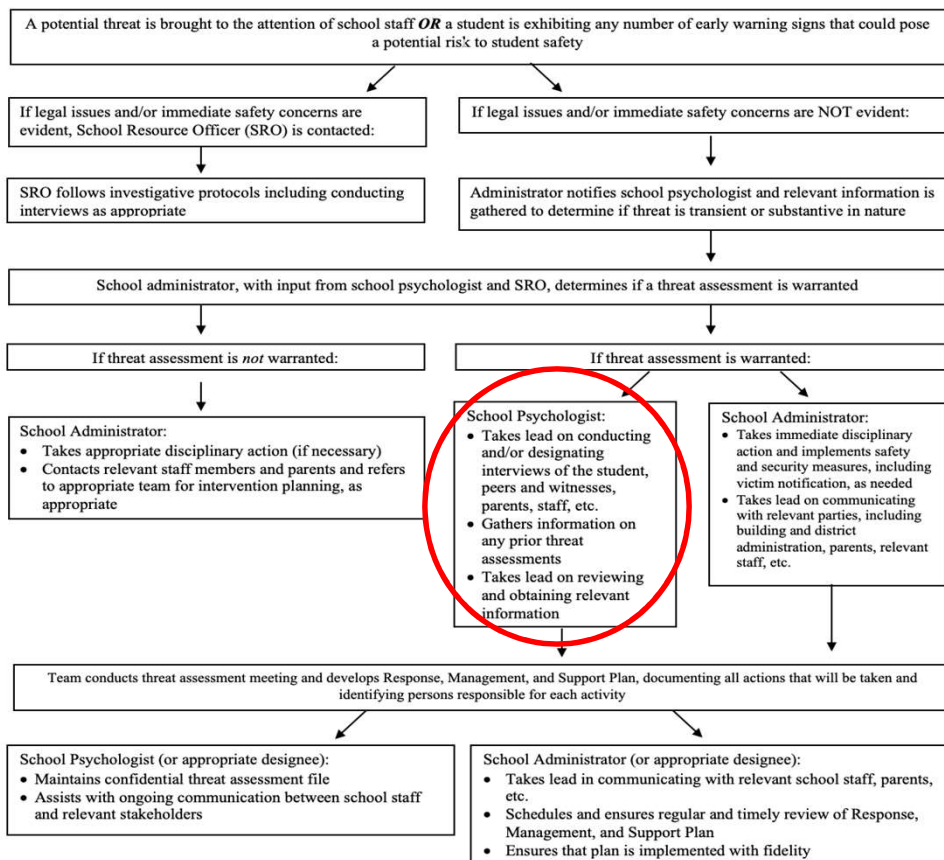 A potential threat is brought to the attention of school staff OR a student is exhibiting any number of early warning signs that could pose
a potential risk to student safety
If legal issues and/or immediate safety concerns are
evident, School Resource Officer (SRO) is contacted:
If legal issues and/or immediate safety concerns are NOT evident:
SRO follows investigative protocols including conducting
interviews as appropriate
Administrator notifies school psychologist and relevant information is
gathered to determine if threat is transient or substantive in nature
School administrator, with input from school psychologist and SRO, determines if a threat assessment is warranted
If threat assessment is not warranted:
If threat assessment is warranted:
School Administrator:
• Takes appropriate disciplinary action (if necessary)
• Contacts relevant staff members and parents and refers
to appropriate team for intervention planning, as
appropriate
School Psychologist:
• Takes lead on conducting
and/or designating
interviews of the student,
peers and witnesses,
parents, staff, etc.
• Gathers information on
any prior threat
assessments
• Takes lead on reviewing
and obtaining relevant
information
School Administrator:
• Takes immediate disciplinary
action and implements safety
and security measures, including
victim notification, as needed
• Takes lead on communicating
with relevant parties, including
building and district
administration, parents, relevant
staff, etc.
Team conducts threat assessment meeting and develops Response, Management, and Support Plan, documenting all actions that will be taken and
identifying persons responsible for each activity
School Psychologist (or appropriate designee):
• Maintains confidential threat assessment file
• Assists with ongoing communication between school staff
and relevant stakeholders
School Administrator (or appropriate designee):
• Takes lead in communicating with relevant school staff, parents,
etc.
• Schedules and ensures regular and timely review of Response,
Management, and Support Plan
• Ensures that plan is implemented with fidelity